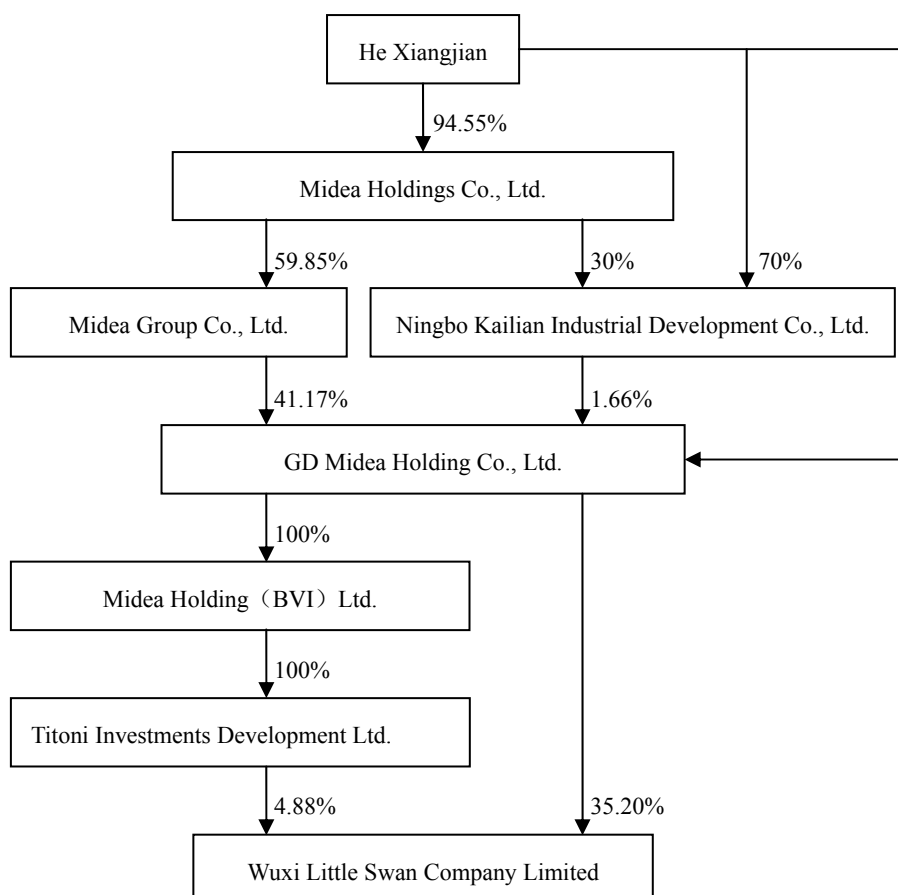 He Xiangjian
94.55%
Midea Holdings Co., Ltd.
59.85%
30%
70%
Midea Group Co., Ltd.
Ningbo Kailian Industrial Development Co., Ltd.
41.17%
1.66%
GD Midea Holding Co., Ltd.
100%
Midea Holding（BVI）Ltd.
100%
Titoni Investments Development Ltd.
4.88%
35.20%
Wuxi Little Swan Company Limited